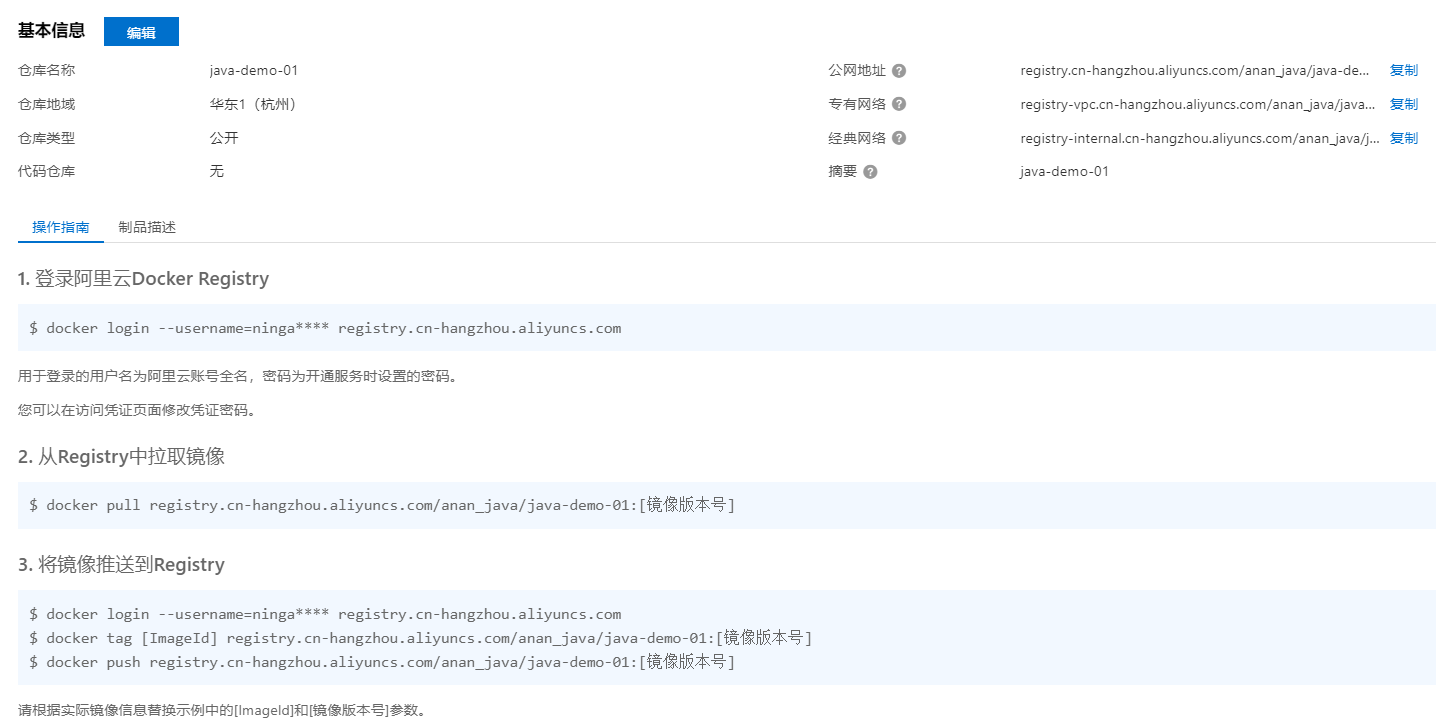 基本信息 编辑
仓库名称 java-demo-01 公网地址 ? registry.cn-hangzhou.aliyuncs.com/anan_java/java-de... 复制
仓库地域 华东1（杭州） 专有网络 ? registry-vpc.cn-hangzhou.aliyuncs.com/anan_java/java... 复制
仓库类型 公开 经典网络 ? registry-internal.cn-hangzhou.aliyuncs.com/anan_java/j... 复制
代码仓库 无 摘要 ? java-demo-01
操作指南 制品描述
1. 登录阿里云Docker Registry
$ docker login --username=ninga**** registry.cn-hangzhou.aliyuncs.com
用于登录的用户名为阿里云账号全名，密码为开通服务时设置的密码。
您可以在访问凭证页面修改凭证密码。
2. 从Registry中拉取镜像
$ docker pull registry.cn-hangzhou.aliyuncs.com/anan_java/java-demo-01:[镜像版本号]
3. 将镜像推送到Registry
$ docker login --username=ninga**** registry.cn-hangzhou.aliyuncs.com
$ docker tag [ImageId] registry.cn-hangzhou.aliyuncs.com/anan_java/java-demo-01:[镜像版本号]
$ docker push registry.cn-hangzhou.aliyuncs.com/anan_java/java-demo-01:[镜像版本号]
请根据实际镜像信息替换示例中的[ImageId]和[镜像版本号]参数。